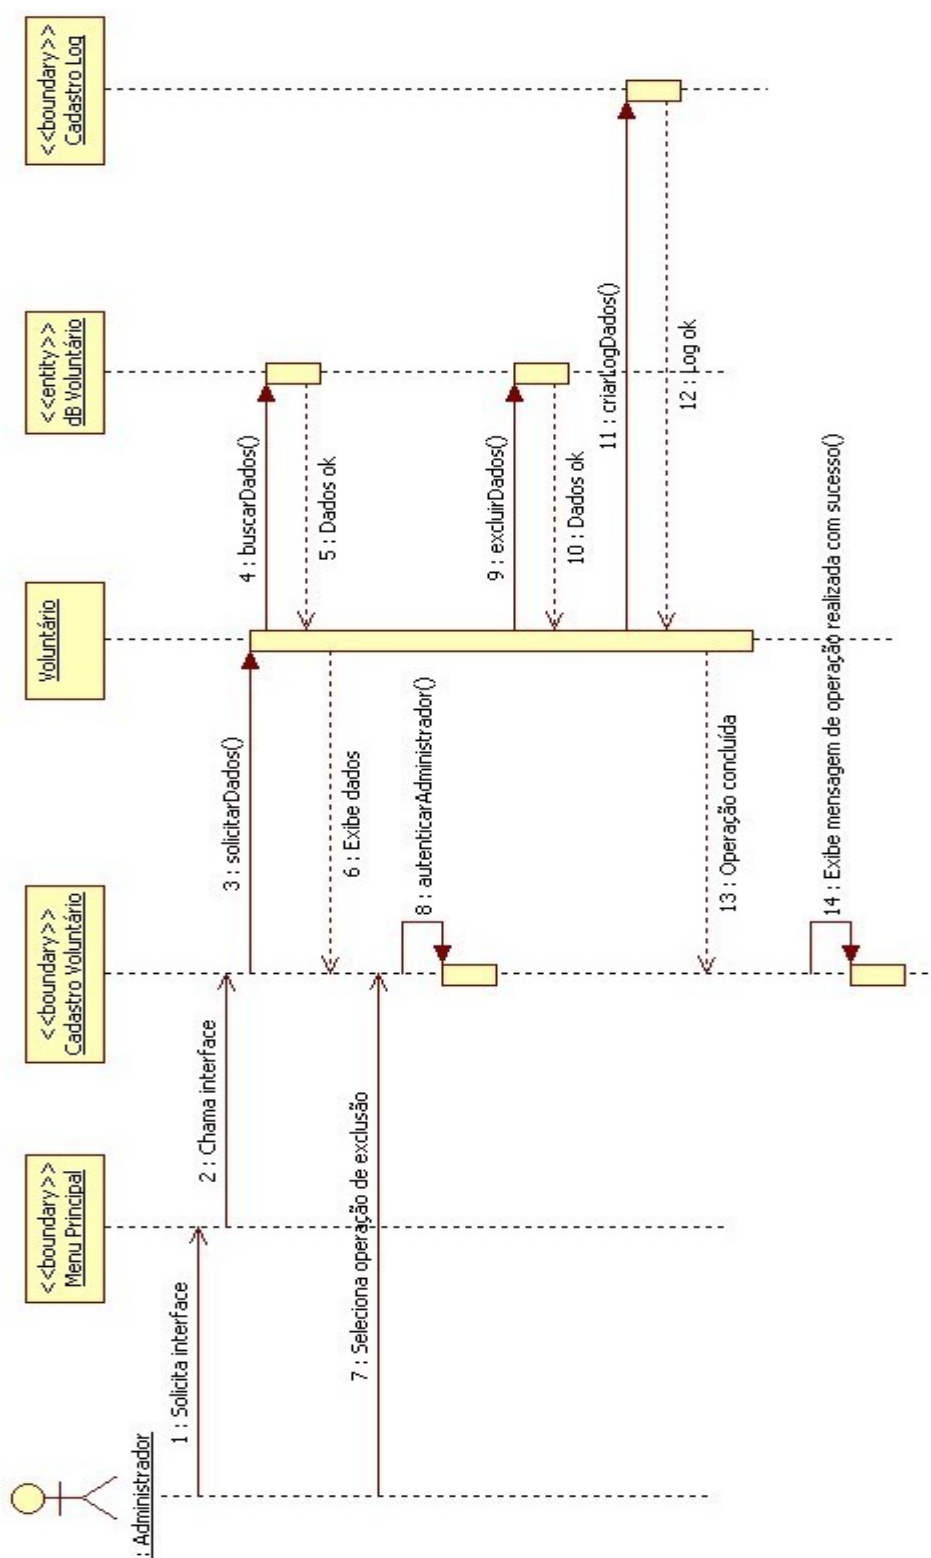 : Administrador
<<boundary>>
Menu Principal
<<boundary>>
Cadastro Voluntário
Voluntário
<<entity>>
dB Voluntário
<<boundary>>
Cadastro Log
1 : Solicita interface
2 : Chama interface
3 : solicitarDados()
4 : buscarDados()
5 : Dados ok
6 : Exibe dados
7 : Seleciona operação de exclusão
8 : autenticarAdministrador()
9 : excluirDados()
10 : Dados ok
11 : criarLogDados()
12 : Log ok
13 : Operação concluída
14 : Exibe mensagem de operação realizada com sucesso()